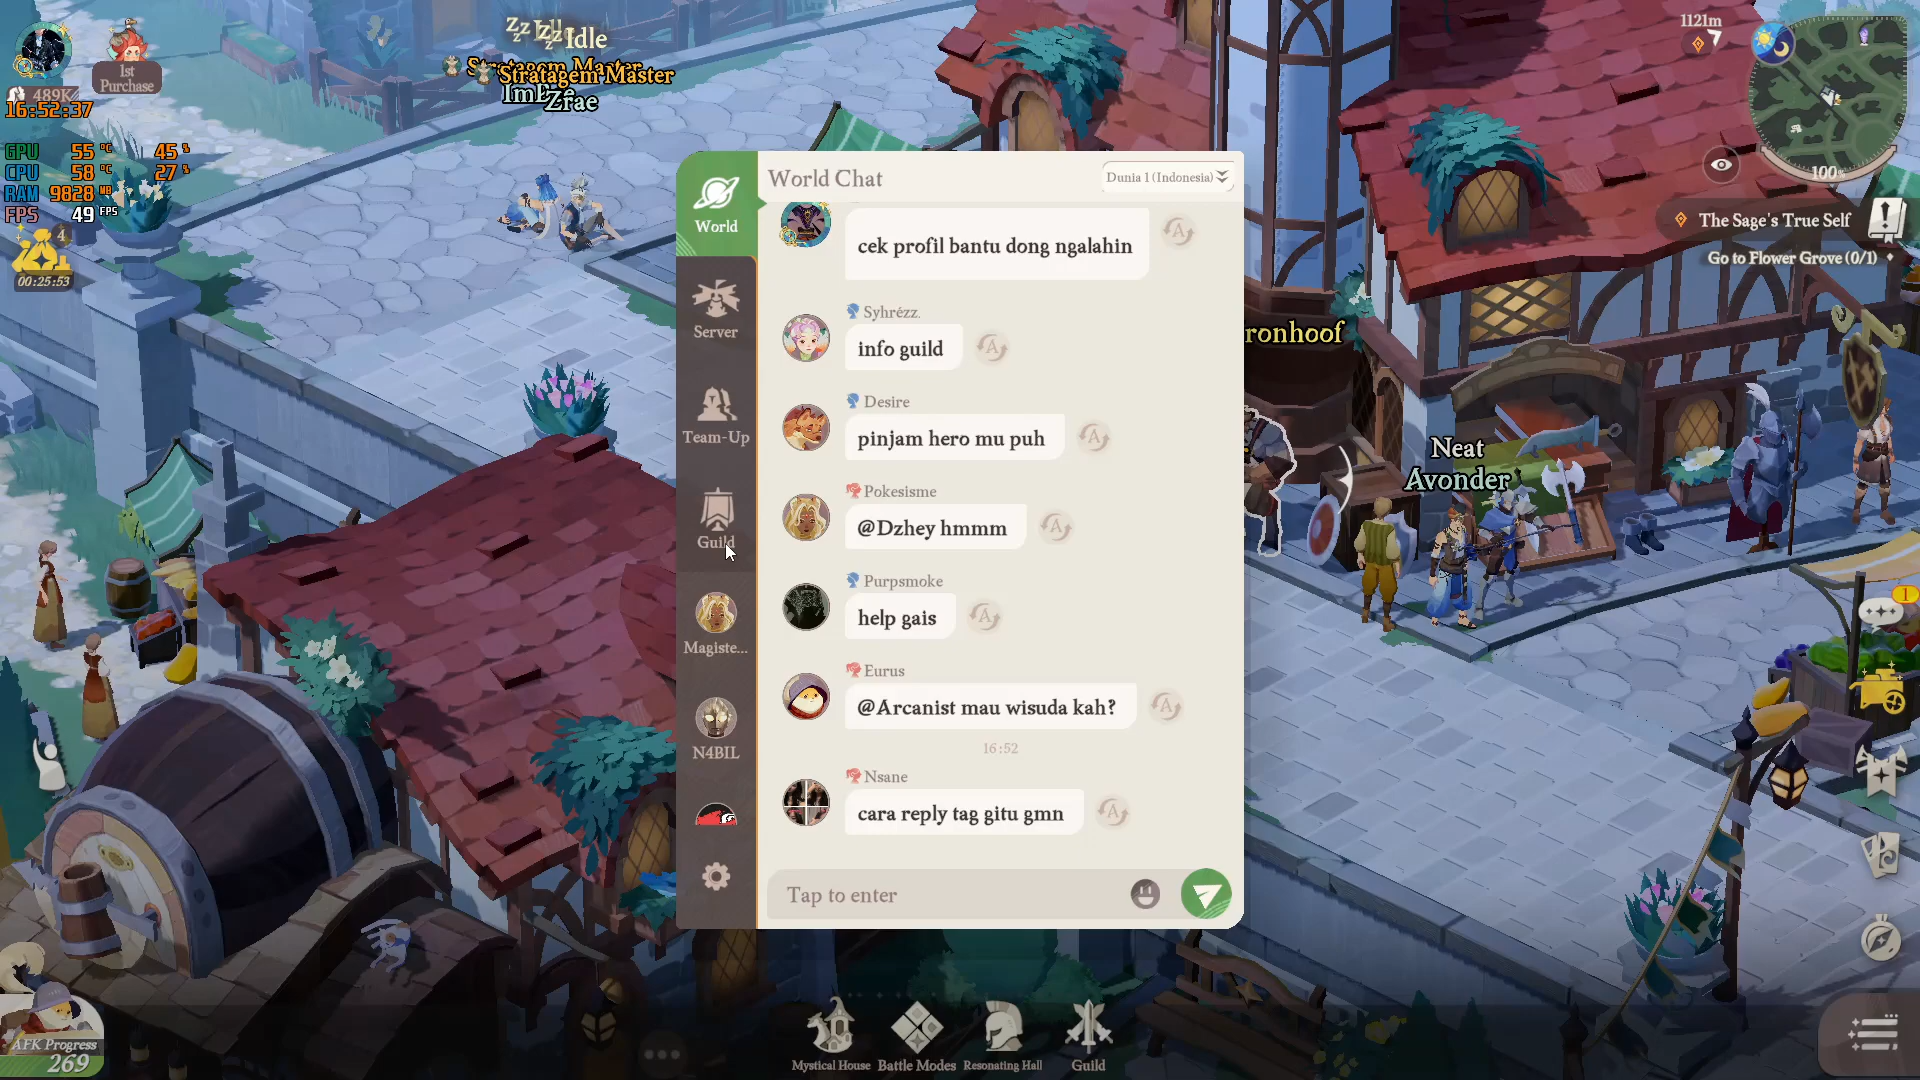 Idle
Stratagem Master
Zrae
1st
Purchase
489K
16:52:37
GPU 55 °C 45 %
CPU 58 °C 27 %
RAM 9828 MB
FPS 49 FPS
4
00:25:53
1121m
100%
The Sage's True Self
Go to Flower Grove (0/1)
World
Server
Team-Up
Guild
Magiste...
N4BIL
World Chat
Dunia 1 (Indonesia)
cek profil bantu dong ngalahin
Syhrézz.
info guild
Desire
pinjam hero mu puh
Pokesisme
@Dzhey hmmm
Purpsmoke
help gais
Eurus
@Arcanist mau wisuda kah?
16:52
Nsane
cara reply tag gitu gmn
Tap to enter
ronhoof
Neat
Avonder
1
AFK Progress
269
Mystical House
Battle Modes
Resonating Hall
Guild